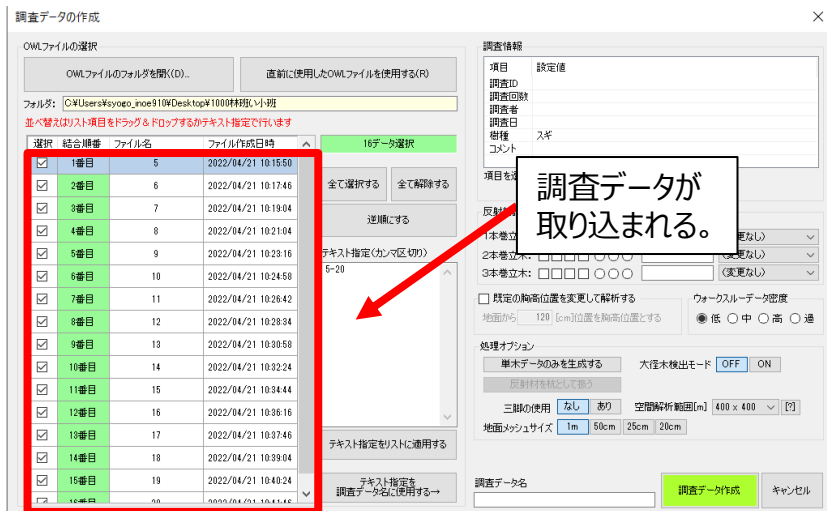 調査データの作成
OWLファイルの選択
OWLファイルのフォルダを開く(D)...
直前に使用したOWLファイルを使用する(R)
フォルダ: C:¥Users¥syogo_inoe910¥Desktop¥1000林班い小班
並べ替えはリスト項目をドラッグ＆ドロップするかテキスト指定で行います
選択 結合順番 ファイル名 ファイル作成日時
1番目 5 2022/04/21 10:15:50
2番目 6 2022/04/21 10:17:46
3番目 7 2022/04/21 10:19:04
4番目 8 2022/04/21 10:21:04
5番目 9 2022/04/21 10:23:16
6番目 10 2022/04/21 10:24:58
7番目 11 2022/04/21 10:26:42
8番目 12 2022/04/21 10:28:34
9番目 13 2022/04/21 10:30:58
10番目 14 2022/04/21 10:32:24
11番目 15 2022/04/21 10:34:44
12番目 16 2022/04/21 10:36:16
13番目 17 2022/04/21 10:37:46
14番目 18 2022/04/21 10:39:04
15番目 19 2022/04/21 10:40:24
16番目 20
16データ選択
全て選択する 全て解除する
逆順にする
テキスト指定(カンマ区切り)
5-20
テキスト指定をリストに適用する
テキスト指定を
調査データ名に使用する→
調査情報
項目 設定値
調査ID
調査回数
調査者
調査日
樹種 スギ
コメント
項目を
調査データが
取り込まれる。
反射
1本巻立 更なし)
2本巻立木: □□□□○○○ (変更なし)
3本巻立木: □□□□○○○ (変更なし)
既定の胸高位置を変更して解析する
地面から 120 [cm]位置を胸高位置とする
ウォークスルーデータ密度
低 中 高 過
処理オプション
単木データのみを生成する
大径木検出モード OFF ON
反射材を杭として扱う
三脚の使用 なし あり
空間解析範囲[m] 400 x 400 [?]
地面メッシュサイズ 1m 50cm 25cm 20cm
調査データ名
調査データ作成
キャンセル